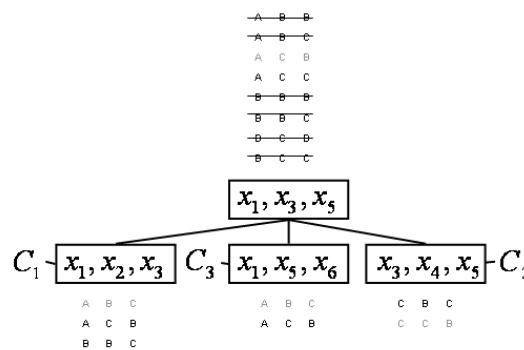 A B B
A B C
A C B
A C C
B B B
B B C
B C B
B C C
x₁, x₃, x₅
C₁ x₁, x₂, x₃ C₃ x₁, x₅, x₆ x₃, x₄, x₅ C
A B C A B C C B C
A C B A C B C C B
B B C